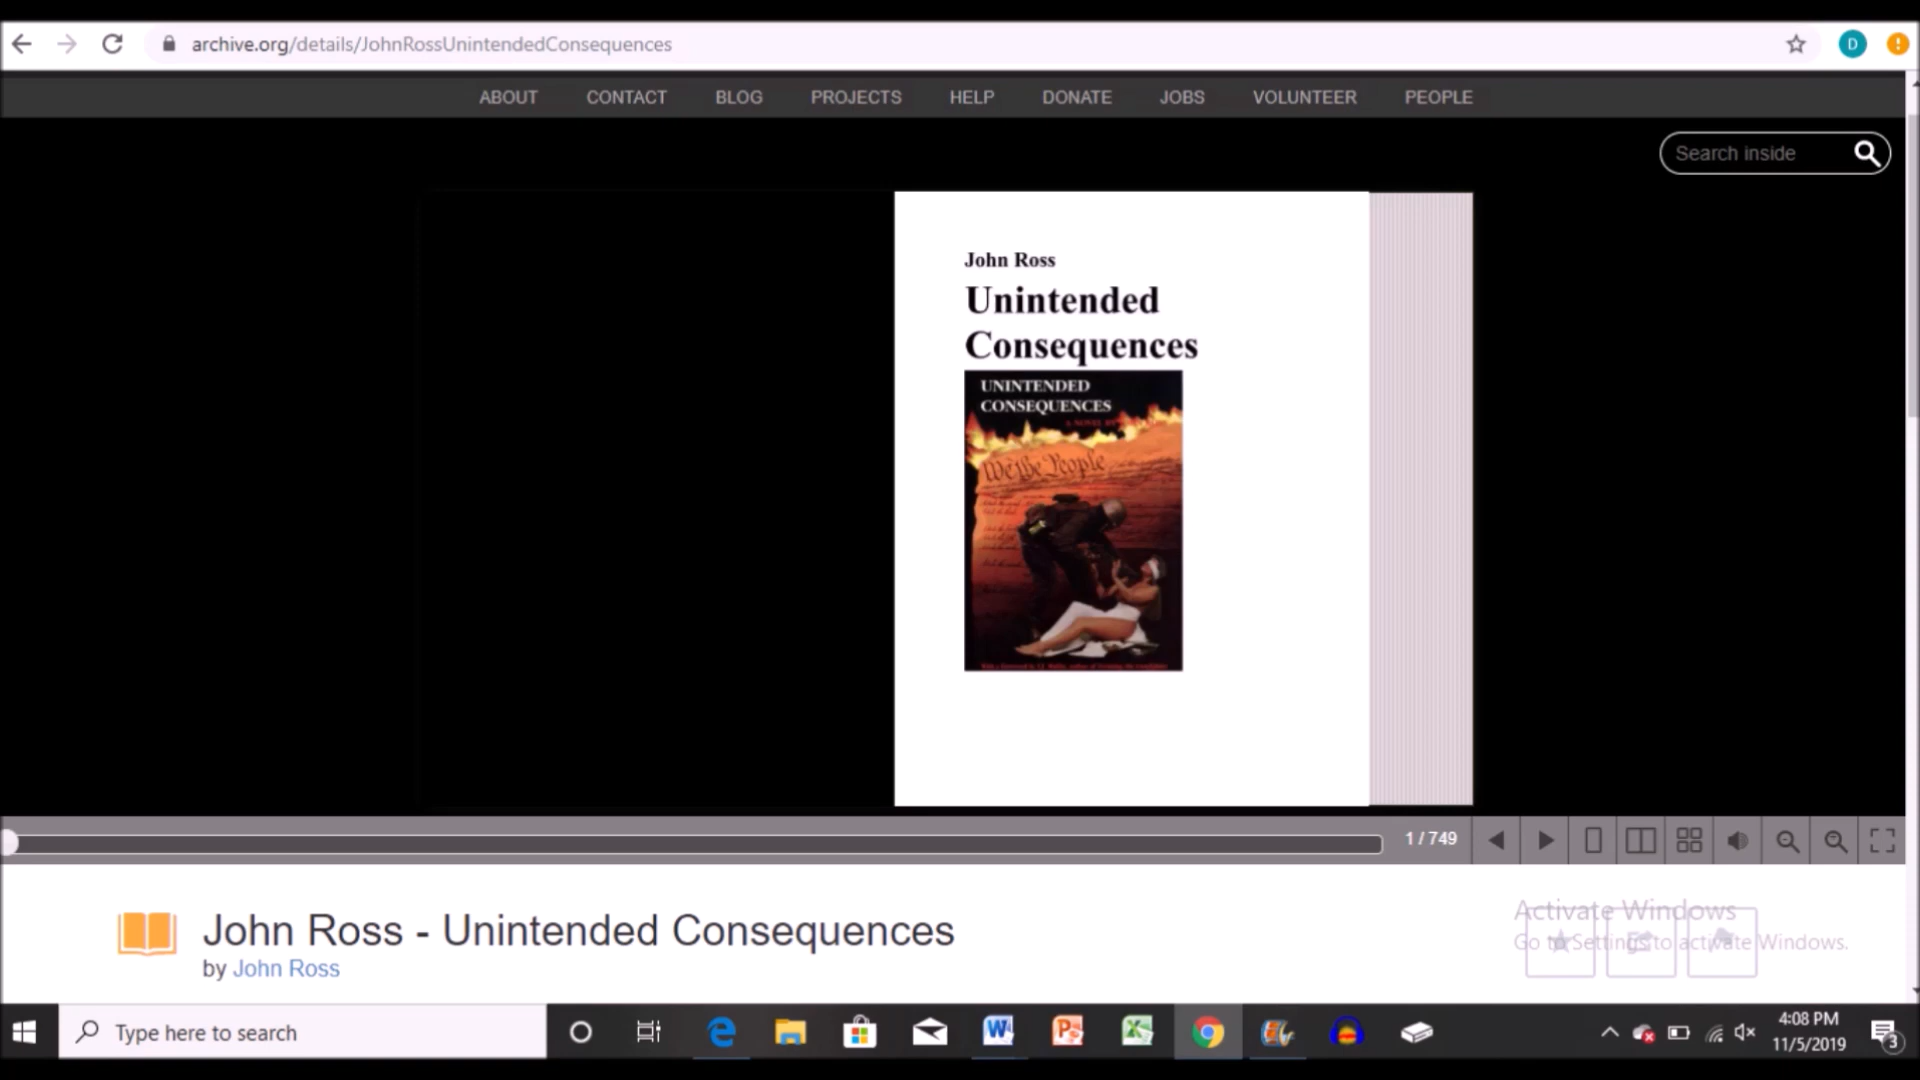 archive.org/details/JohnRossUnintendedConsequences
D
ABOUT CONTACT BLOG PROJECTS HELP DONATE JOBS VOLUNTEER PEOPLE
Search inside
John Ross
Unintended
Consequences
UNINTENDED
CONSEQUENCES
A NOVEL BY
We the People
1 / 749
John Ross - Unintended Consequences
by John Ross
Activate Windows
Go to Settings to activate Windows.
Type here to search
4:08 PM
11/5/2019
3